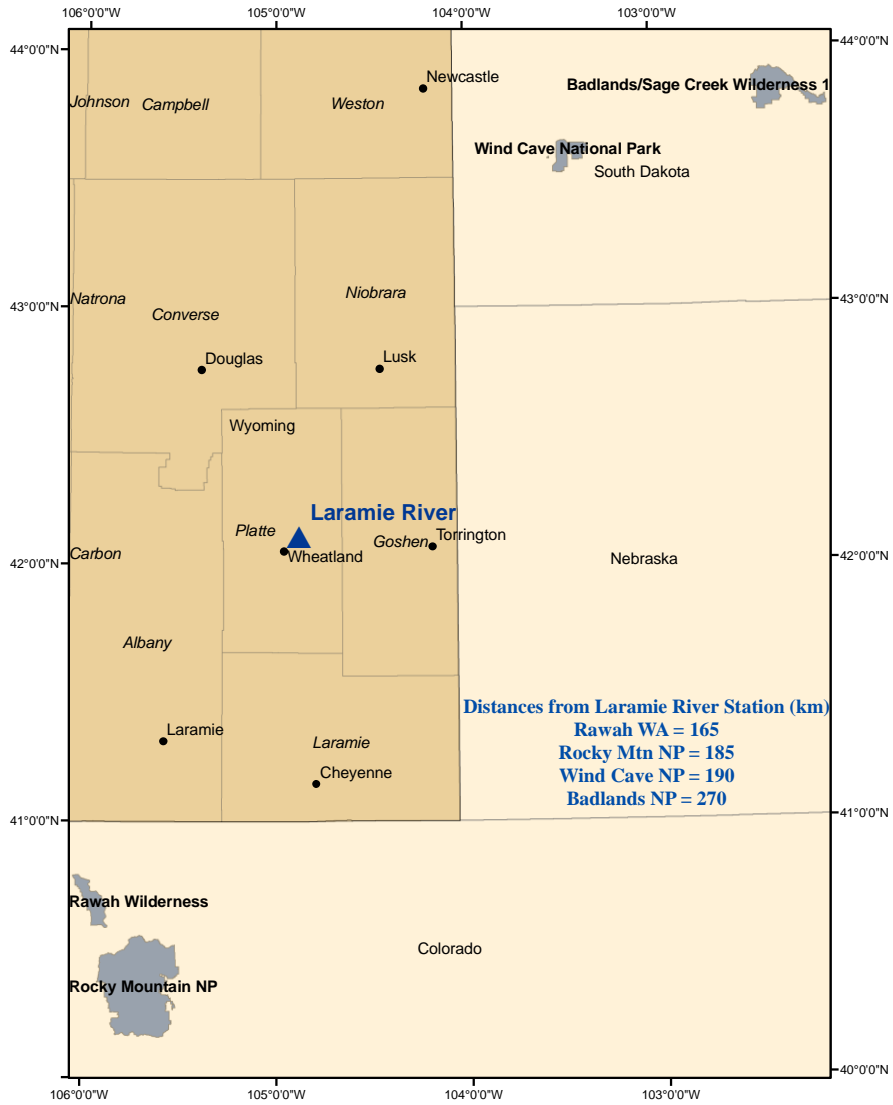 106°0'0"W 105°0'0"W 104°0'0"W 103°0'0"W
44°0'0"N 44°0'0"N
Newcastle
Badlands/Sage Creek Wilderness 1
Johnson Campbell Weston
Wind Cave National Park
South Dakota
Natrona Niobrara
43°0'0"N 43°0'0"N
Converse
Douglas Lusk
Wyoming
Laramie River
Platte Goshen Torrington
Carbon Wheatland Nebraska
42°0'0"N 42°0'0"N
Albany
Distances from Laramie River Station (km)
Rawah WA = 165
Rocky Mtn NP = 185
Wind Cave NP = 190
Badlands NP = 270
Laramie Laramie
Cheyenne
41°0'0"N 41°0'0"N
Rawah Wilderness
Colorado
Rocky Mountain NP
40°0'0"N
106°0'0"W 105°0'0"W 104°0'0"W 103°0'0"W